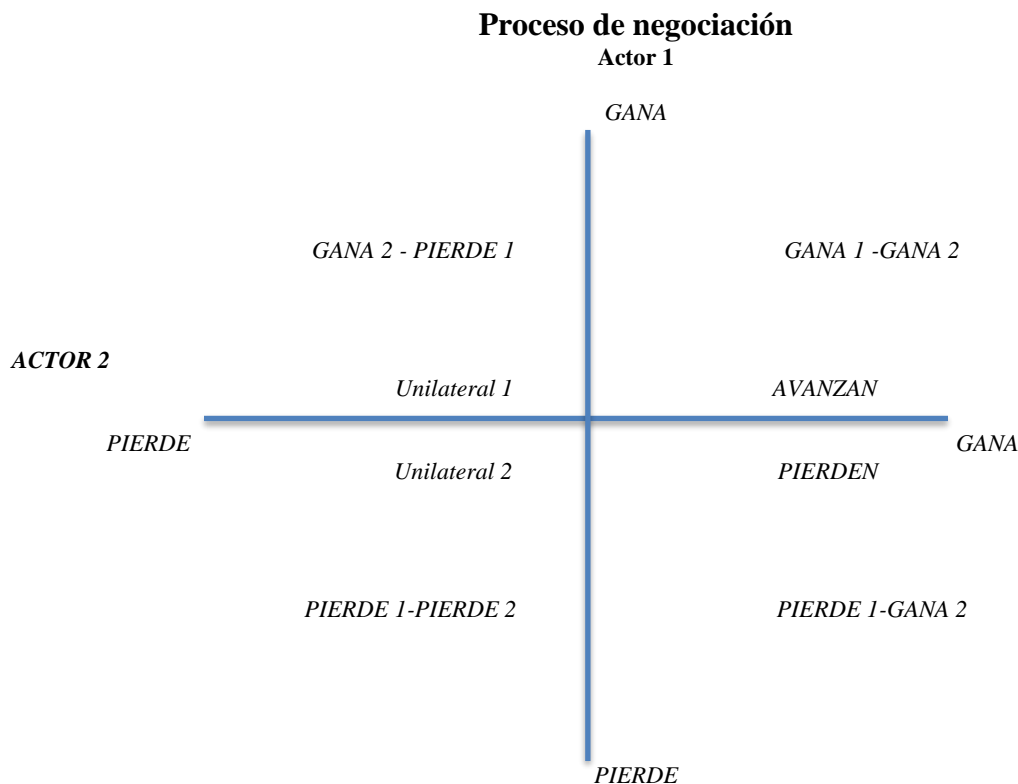 Proceso de negociación
Actor 1
GANA
GANA 2 - PIERDE 1
GANA 1 -GANA 2
ACTOR 2
Unilateral 1
AVANZAN
PIERDE
GANA
Unilateral 2
PIERDEN
PIERDE 1-PIERDE 2
PIERDE 1-GANA 2
PIERDE